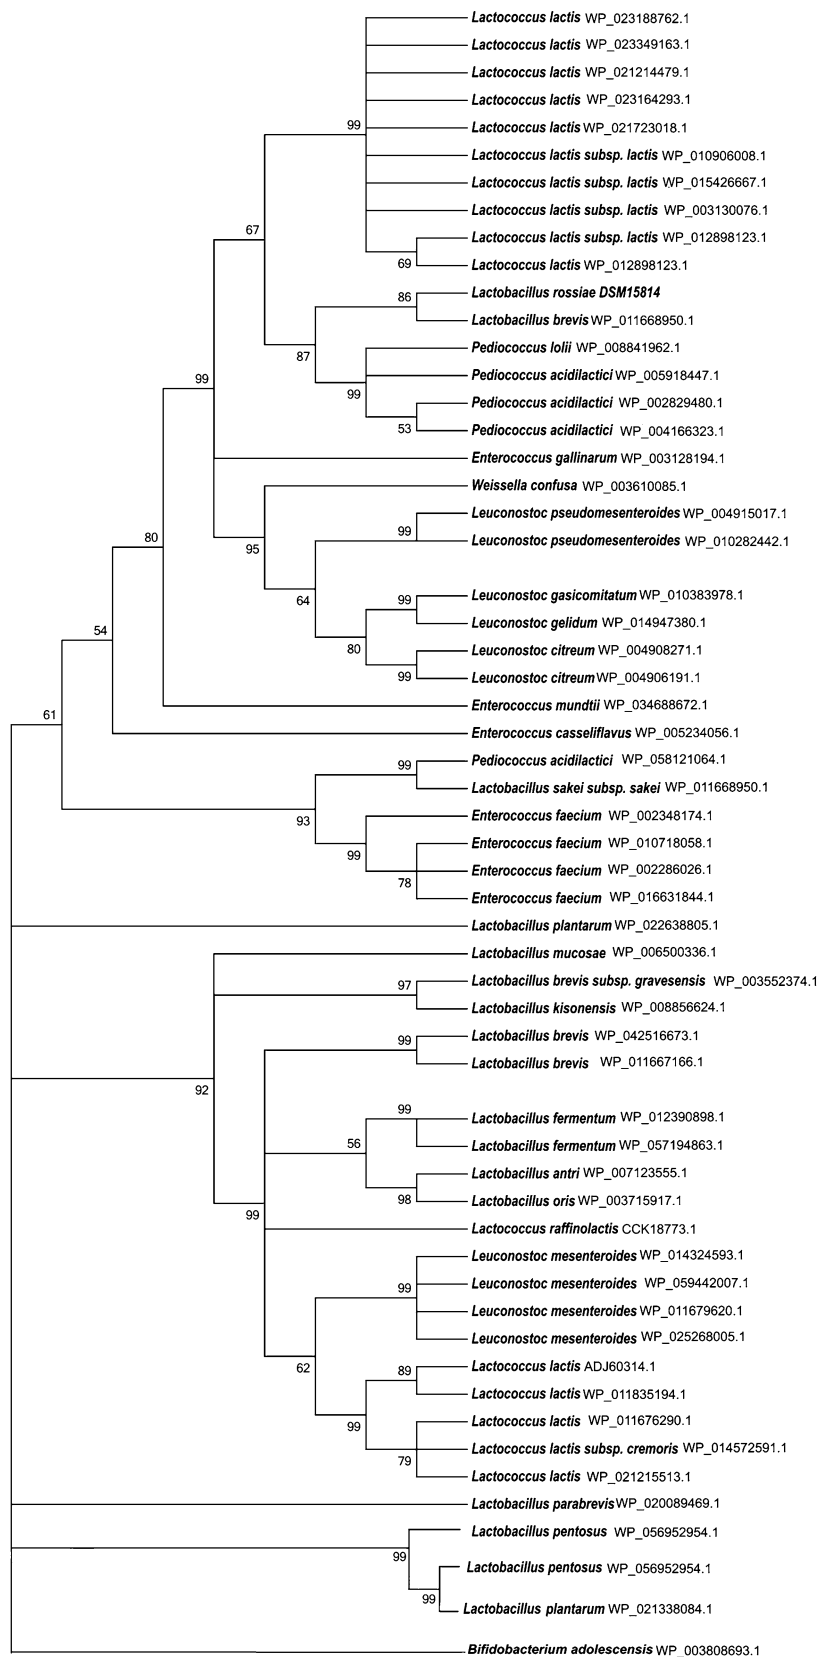 Lactococcus lactis WP_023188762.1
Lactococcus lactis WP_023349163.1
Lactococcus lactis WP_021214479.1
Lactococcus lactis WP_023164293.1
99 Lactococcus lactis WP_021723018.1
Lactococcus lactis subsp. lactis WP_010906008.1
Lactococcus lactis subsp. lactis WP_015426667.1
Lactococcus lactis subsp. lactis WP_003130076.1
67 Lactococcus lactis subsp. lactis WP_012898123.1
69 Lactococcus lactis WP_012898123.1
86 Lactobacillus rossiae DSM15814
Lactobacillus brevis WP_011668950.1
87 Pediococcus lolii WP_008841962.1
99 Pediococcus acidilactici WP_005918447.1
99 Pediococcus acidilactici WP_002829480.1
53 Pediococcus acidilactici WP_004166323.1
Enterococcus gallinarum WP_003128194.1
Weissella confusa WP_003610085.1
Leuconostoc pseudomesenteroides WP_004915017.1
99
80 95 Leuconostoc pseudomesenteroides WP_010282442.1
64 99 Leuconostoc gasicomitatum WP_010383978.1
54 Leuconostoc gelidum WP_014947380.1
80 Leuconostoc citreum WP_004908271.1
99 Leuconostoc citreum WP_004906191.1
61 Enterococcus mundtii WP_034688672.1
Enterococcus casseliflavus WP_005234056.1
99 Pediococcus acidilactici WP_058121064.1
Lactobacillus sakei subsp. sakei WP_011668950.1
93 Enterococcus faecium WP_002348174.1
99 Enterococcus faecium WP_010718058.1
Enterococcus faecium WP_002286026.1
78 Enterococcus faecium WP_016631844.1
Lactobacillus plantarum WP_022638805.1
Lactobacillus mucosae WP_006500336.1
97 Lactobacillus brevis subsp. gravesensis WP_003552374.1
Lactobacillus kisonensis WP_008856624.1
99 Lactobacillus brevis WP_042516673.1
Lactobacillus brevis WP_011667166.1
92
99 Lactobacillus fermentum WP_012390898.1
56 Lactobacillus fermentum WP_057194863.1
Lactobacillus antri WP_007123555.1
98 Lactobacillus oris WP_003715917.1
99 Lactococcus raffinolactis CCK18773.1
Leuconostoc mesenteroides WP_014324593.1
99 Leuconostoc mesenteroides WP_059442007.1
Leuconostoc mesenteroides WP_011679620.1
Leuconostoc mesenteroides WP_025268005.1
62 89 Lactococcus lactis ADJ60314.1
Lactococcus lactis WP_011835194.1
99 Lactococcus lactis WP_011676290.1
Lactococcus lactis subsp. cremoris WP_014572591.1
79 Lactococcus lactis WP_021215513.1
Lactobacillus parabrevis WP_020089469.1
Lactobacillus pentosus WP_056952954.1
99 Lactobacillus pentosus WP_056952954.1
99 Lactobacillus plantarum WP_021338084.1
Bifidobacterium adolescensis WP_003808693.1